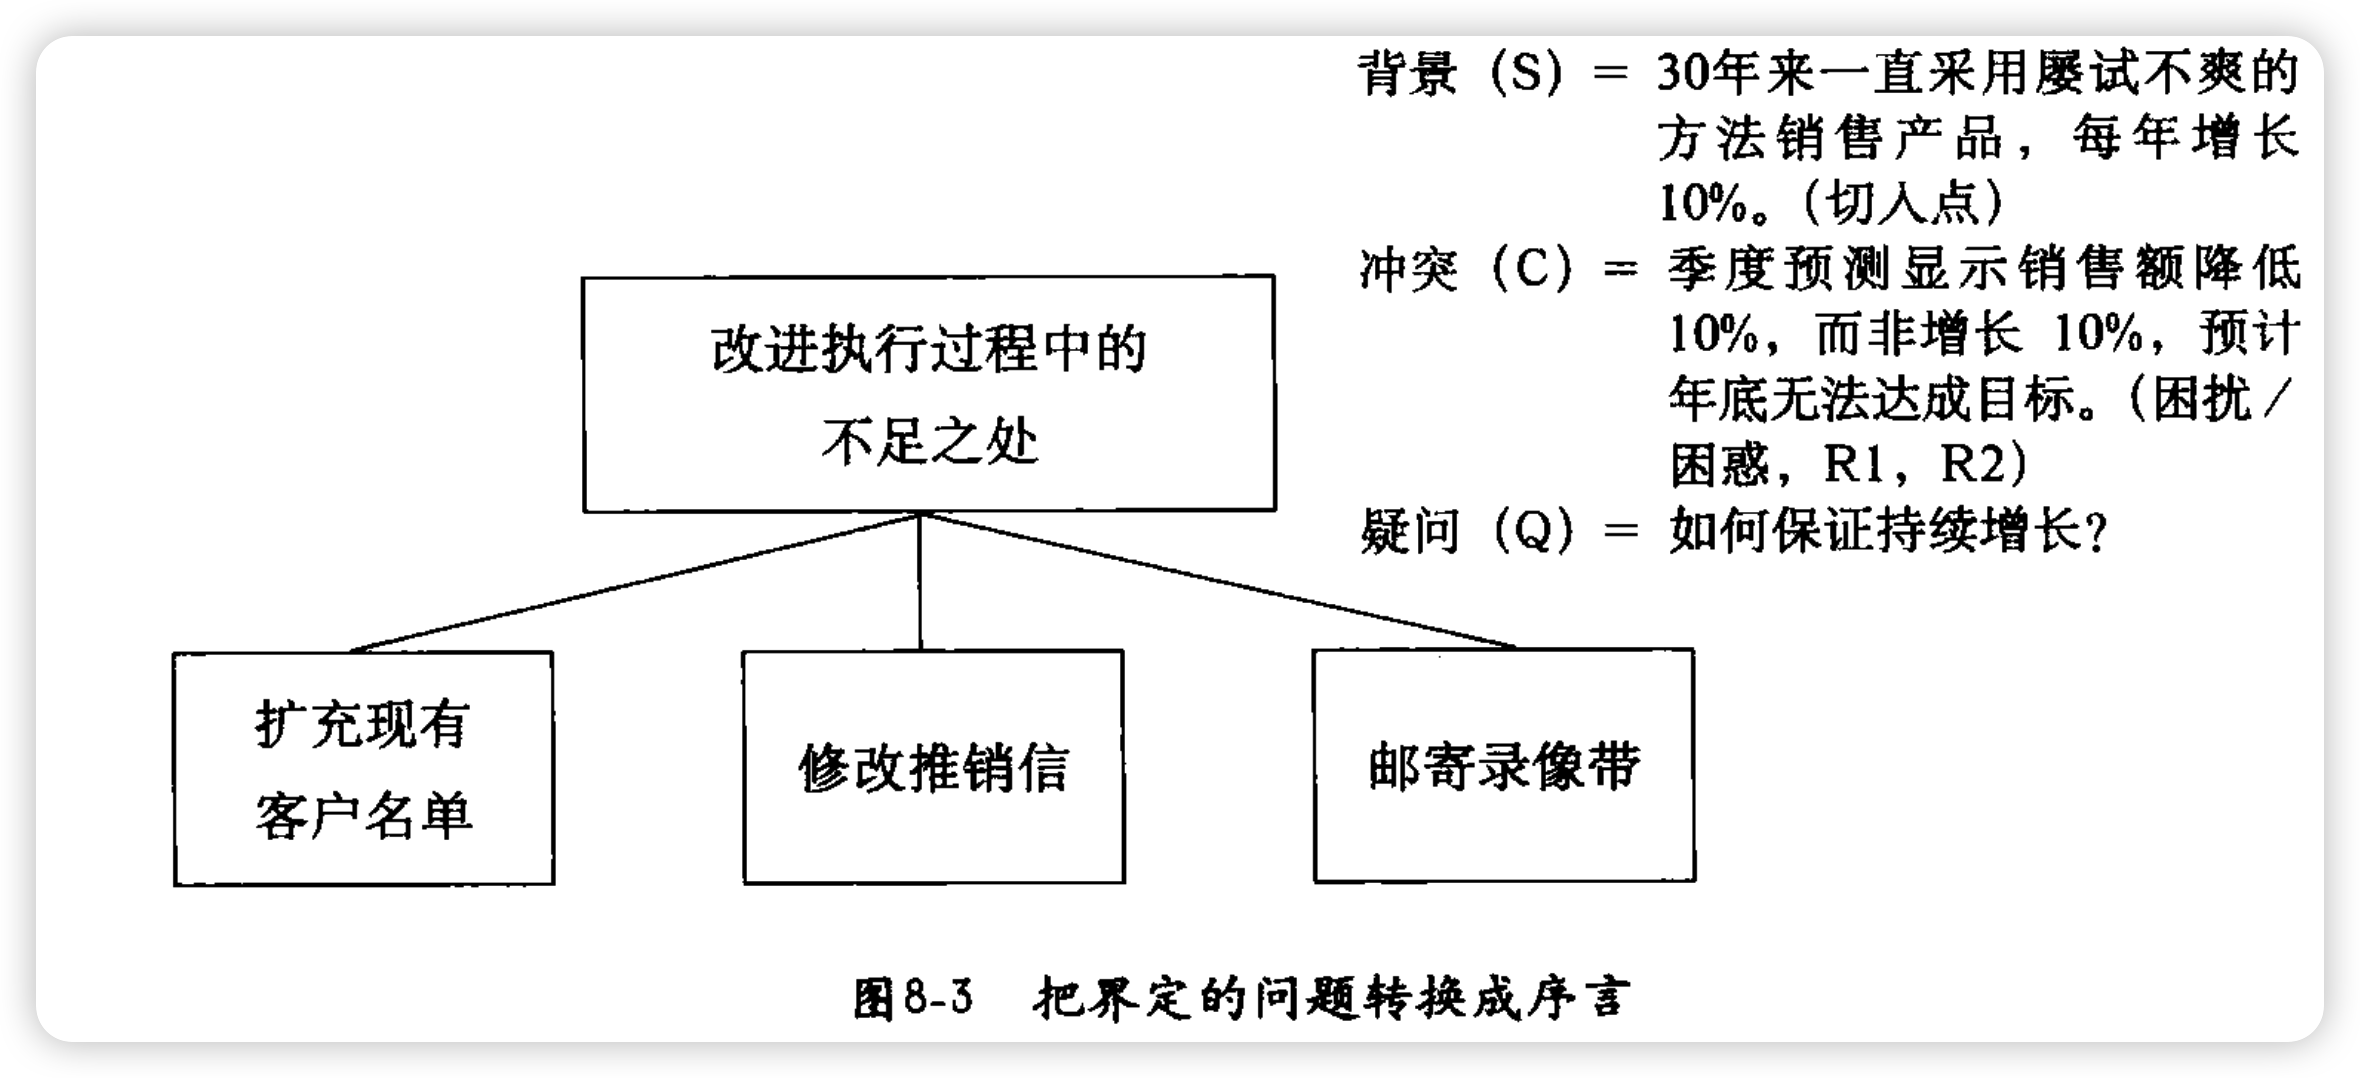 背景（S）= 30年来一直采用屡试不爽的
方法销售产品，每年增长
10%。（切入点）
冲突（C）= 季度预测显示销售额降低
10%，而非增长 10%，预计
年底无法达成目标。（困扰／
困惑，R1，R2）
疑问（Q）= 如何保证持续增长？
改进执行过程中的
不足之处
扩充现有
客户名单
修改推销信
邮寄录像带
图8-3 把界定的问题转换成序言